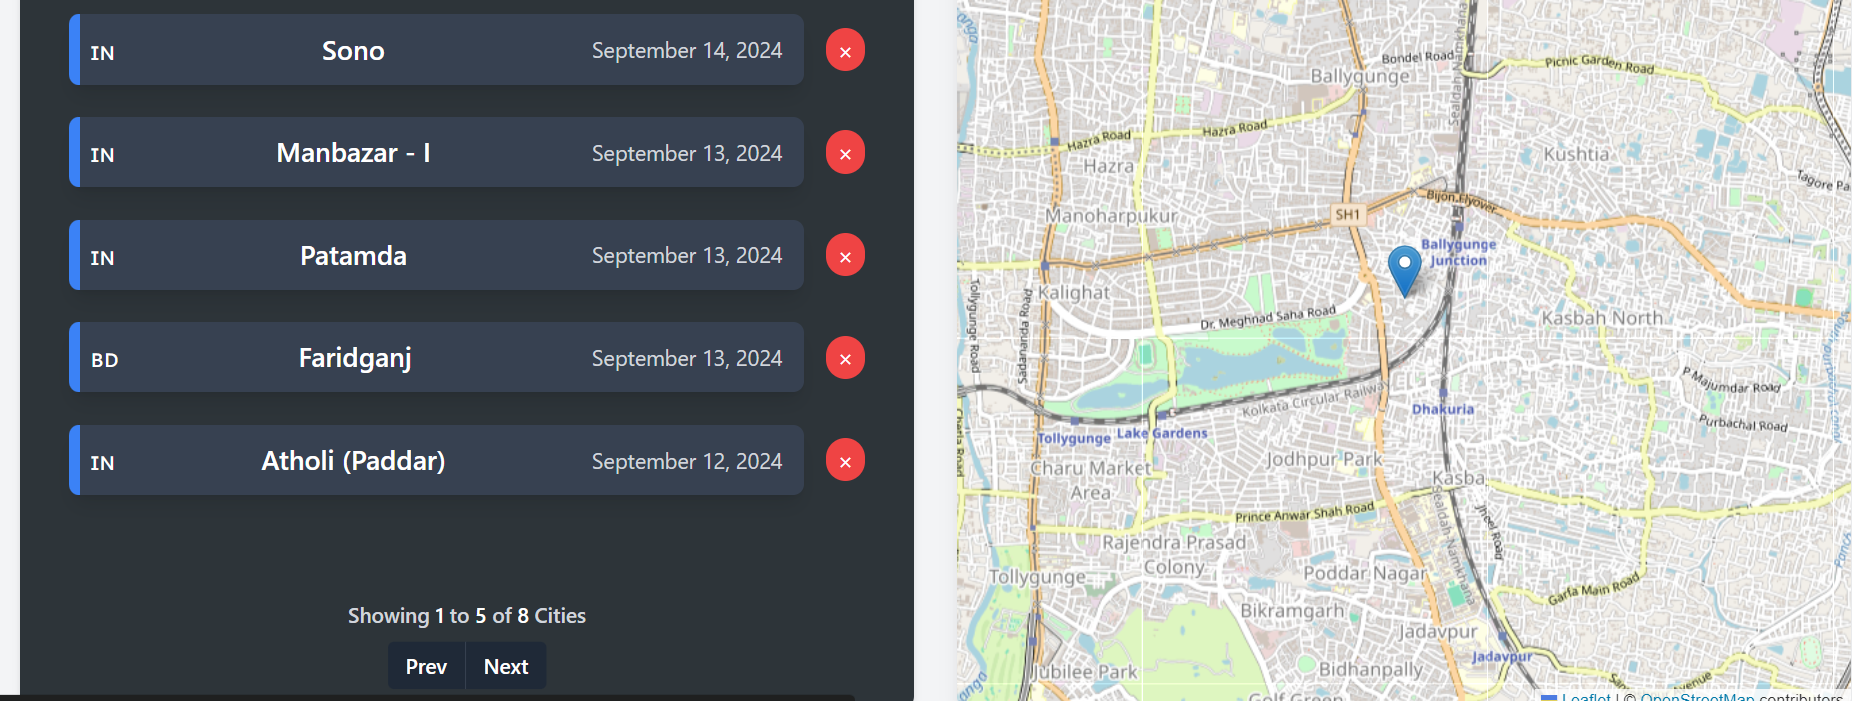 IN Sono September 14, 2024 ×
IN Manbazar - I September 13, 2024 ×
IN Patamda September 13, 2024 ×
BD Faridganj September 13, 2024 ×
IN Atholi (Paddar) September 12, 2024 ×
Showing 1 to 5 of 8 Cities
Prev Next
Bondel Road
Ballygunge
Picnic Garden Road
Hazra Road
Hazra Road
Hazra
Kushtia
Manoharpukur
SH1
Bijon Flyover
Ballygunge
Junction
Kalighat
Tollygunge Road
Sadananda Road
Dr. Meghnad Saha Road
Kasbah North
Kolkata Circular Railway
P Majumdar Road
Dhakuria
Purbachal Road
Tollygunge
Lake Gardens
Charu Market
Area
Jodhpur Park
Kasba
Sealdah-Namkhana
Jheel Road
Prince Anwar Shah Road
Rajendra Prasad
Colony
Tollygunge
Poddar Nagar
Garfa Main Road
Bikramgarh
Jadavpur
Jadavpur
Jubilee Park
Bidhanpally
Golf Green
Leaflet | © OpenStreetMap contributors